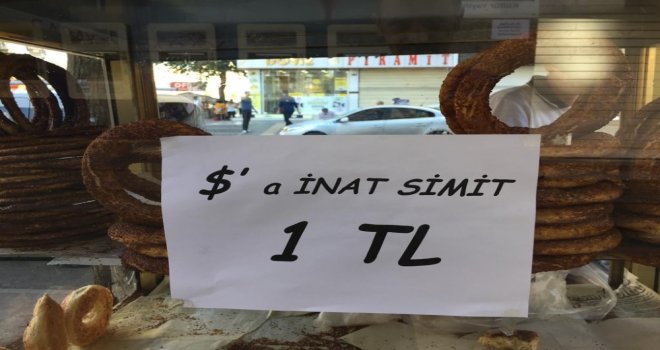 PİRAMİT
$' a İNAT SİMİT
1 TL